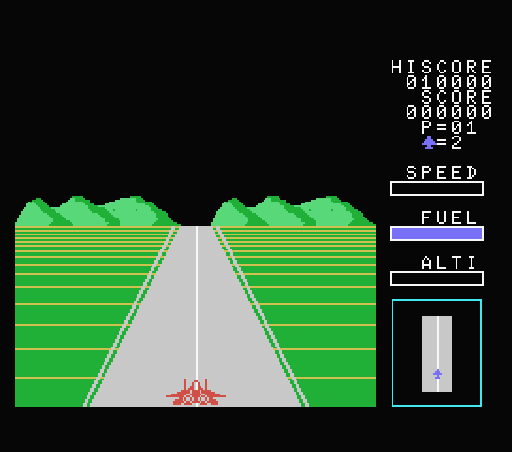 HISCORE
010000
SCORE
000000
P=01
=2
SPEED
FUEL
ALTI